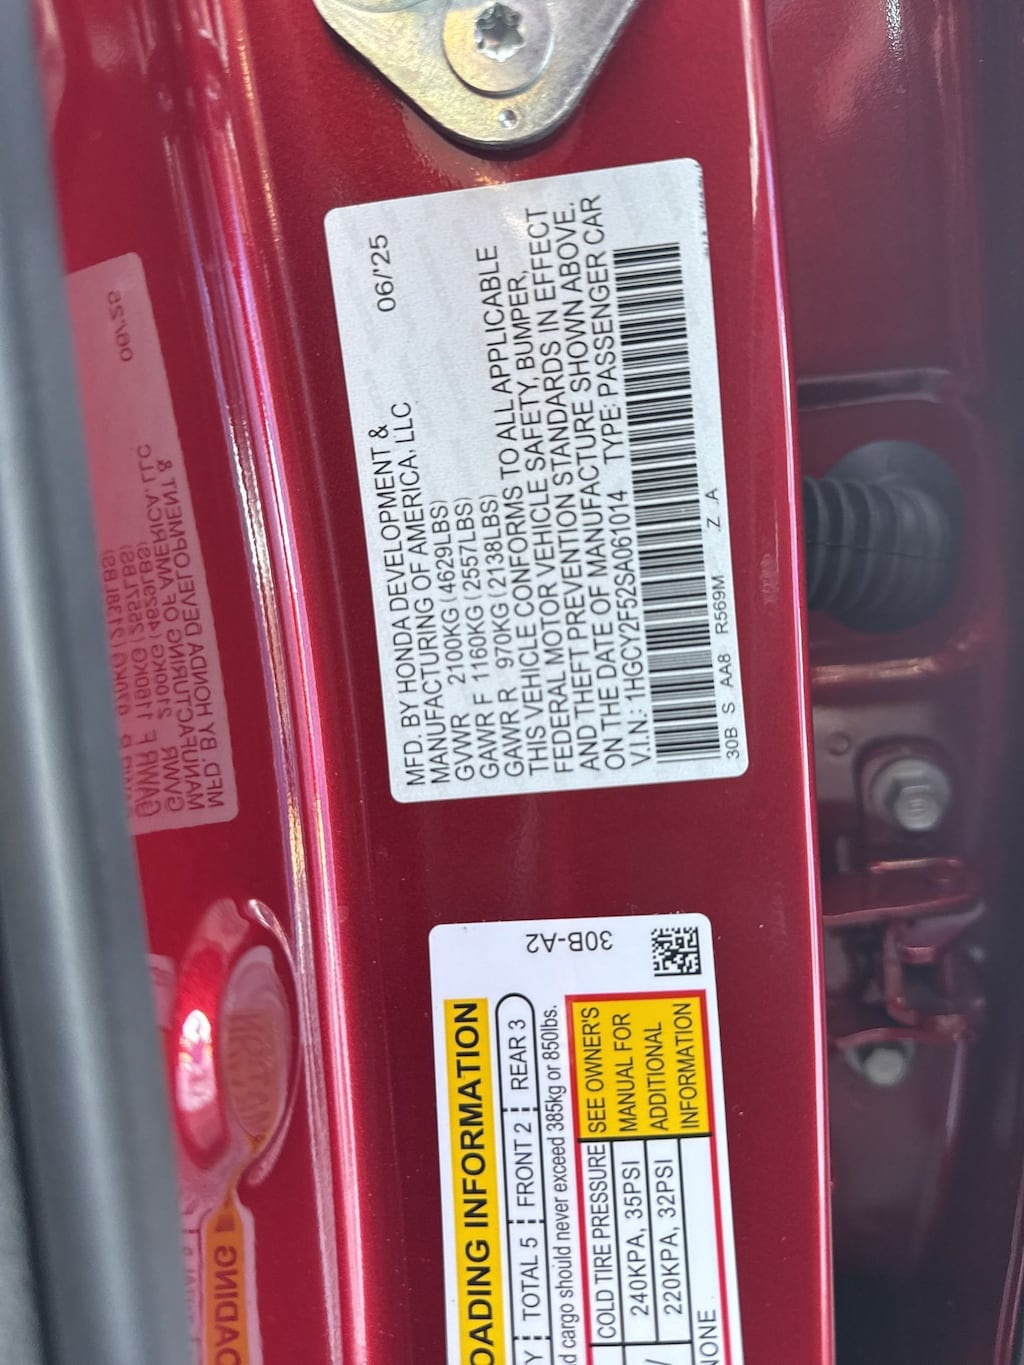 MFD. BY HONDA DEVELOPMENT &
MANUFACTURING OF AMERICA, LLC 06/'25
GVWR 2100KG (4629LBS)
GAWR F 1160KG (2557LBS)
GAWR R 970KG (2138LBS)
THIS VEHICLE CONFORMS TO ALL APPLICABLE
FEDERAL MOTOR VEHICLE SAFETY, BUMPER,
AND THEFT PREVENTION STANDARDS IN EFFECT
ON THE DATE OF MANUFACTURE SHOWN ABOVE.
V.I.N.: 1HGCY2F52SA061014 TYPE: PASSENGER CAR
30B S AA8 R569M Z A
30B-A2
OADING INFORMATION
Y TOTAL 5 FRONT 2 REAR 3
d cargo should never exceed 385kg or 850lbs.
COLD TIRE PRESSURE
240KPA, 35PSI
220KPA, 32PSI
NONE
SEE OWNER'S
MANUAL FOR
ADDITIONAL
INFORMATION